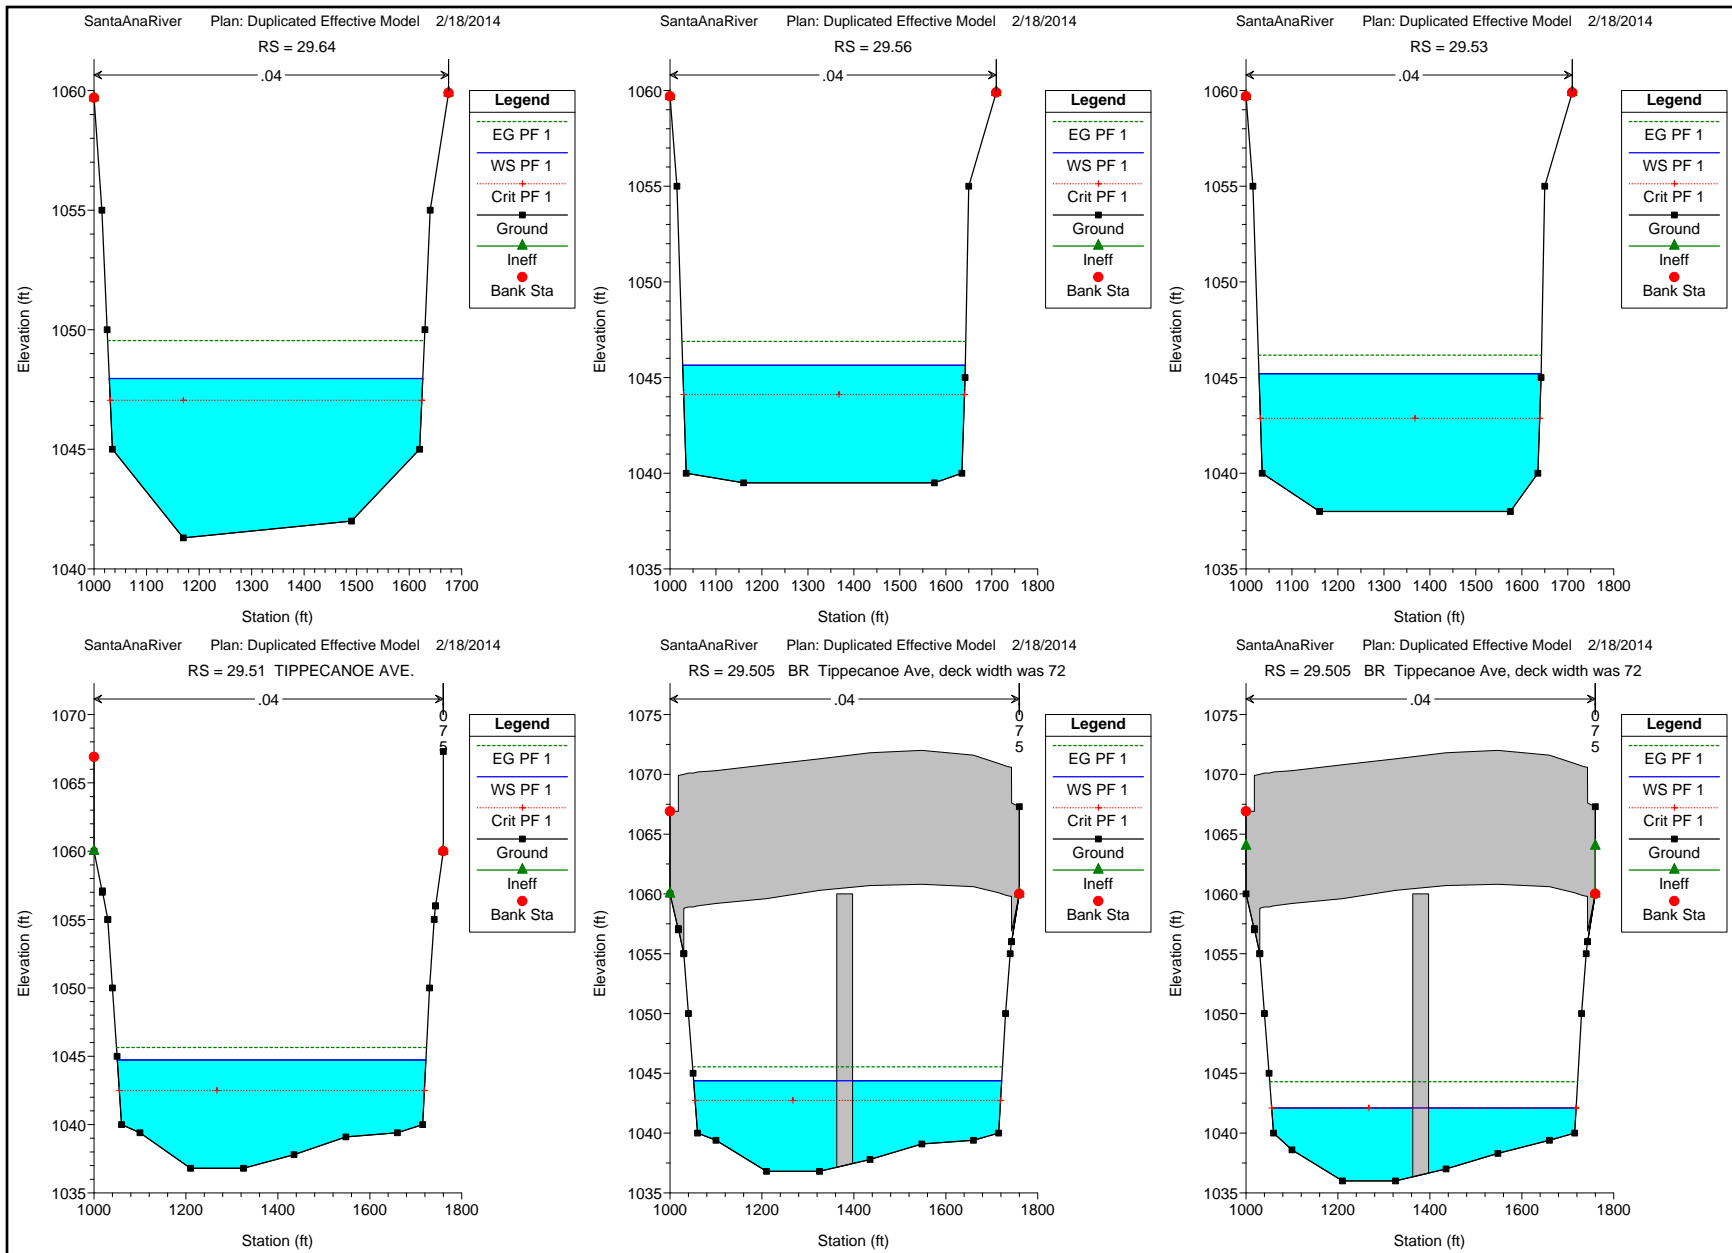 SantaAnaRiver Plan: Duplicated Effective Model 2/18/2014
RS = 29.64
.04
Legend
EG PF 1
WS PF 1
Crit PF 1
Ground
Ineff
Bank Sta
1060
1055
1050
1045
1040
Elevation (ft)
1000 1100 1200 1300 1400 1500 1600 1700
Station (ft)
SantaAnaRiver Plan: Duplicated Effective Model 2/18/2014
RS = 29.56
.04
Legend
EG PF 1
WS PF 1
Crit PF 1
Ground
Ineff
Bank Sta
1060
1055
1050
1045
1040
1035
Elevation (ft)
1000 1200 1400 1600 1800
Station (ft)
SantaAnaRiver Plan: Duplicated Effective Model 2/18/2014
RS = 29.53
.04
Legend
EG PF 1
WS PF 1
Crit PF 1
Ground
Ineff
Bank Sta
1060
1055
1050
1045
1040
1035
Elevation (ft)
1000 1200 1400 1600 1800
Station (ft)
SantaAnaRiver Plan: Duplicated Effective Model 2/18/2014
RS = 29.51 TIPPECANOE AVE.
.04
0
7
5
Legend
EG PF 1
WS PF 1
Crit PF 1
Ground
Ineff
Bank Sta
1070
1065
1060
1055
1050
1045
1040
1035
Elevation (ft)
1000 1200 1400 1600 1800
Station (ft)
SantaAnaRiver Plan: Duplicated Effective Model 2/18/2014
RS = 29.505 BR Tippecanoe Ave, deck width was 72
.04
0
7
5
Legend
EG PF 1
WS PF 1
Crit PF 1
Ground
Ineff
Bank Sta
1075
1070
1065
1060
1055
1050
1045
1040
1035
Elevation (ft)
1000 1200 1400 1600 1800
Station (ft)
SantaAnaRiver Plan: Duplicated Effective Model 2/18/2014
RS = 29.505 BR Tippecanoe Ave, deck width was 72
.04
0
7
5
Legend
EG PF 1
WS PF 1
Crit PF 1
Ground
Ineff
Bank Sta
1075
1070
1065
1060
1055
1050
1045
1040
1035
Elevation (ft)
1000 1200 1400 1600 1800
Station (ft)